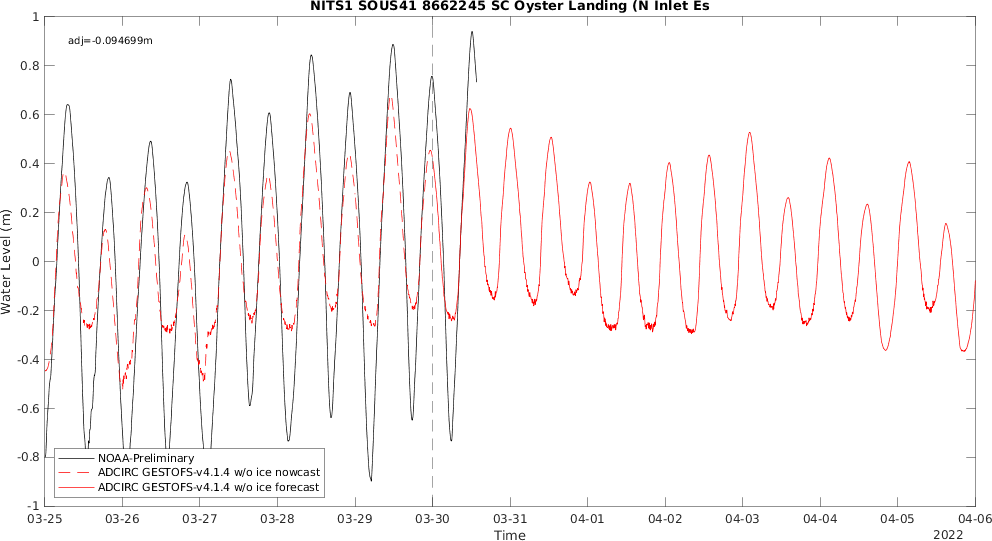 NITS1 SOUS41 8662245 SC Oyster Landing (N Inlet Es
adj=-0.094699m
Water Level (m)
1
0.8
0.6
0.4
0.2
0
-0.2
-0.4
-0.6
-0.8
-1
NOAA-Preliminary
ADCIRC GESTOFS-v4.1.4 w/o ice nowcast
ADCIRC GESTOFS-v4.1.4 w/o ice forecast
03-25 03-26 03-27 03-28 03-29 03-30 03-31 04-01 04-02 04-03 04-04 04-05 04-06
Time
2022